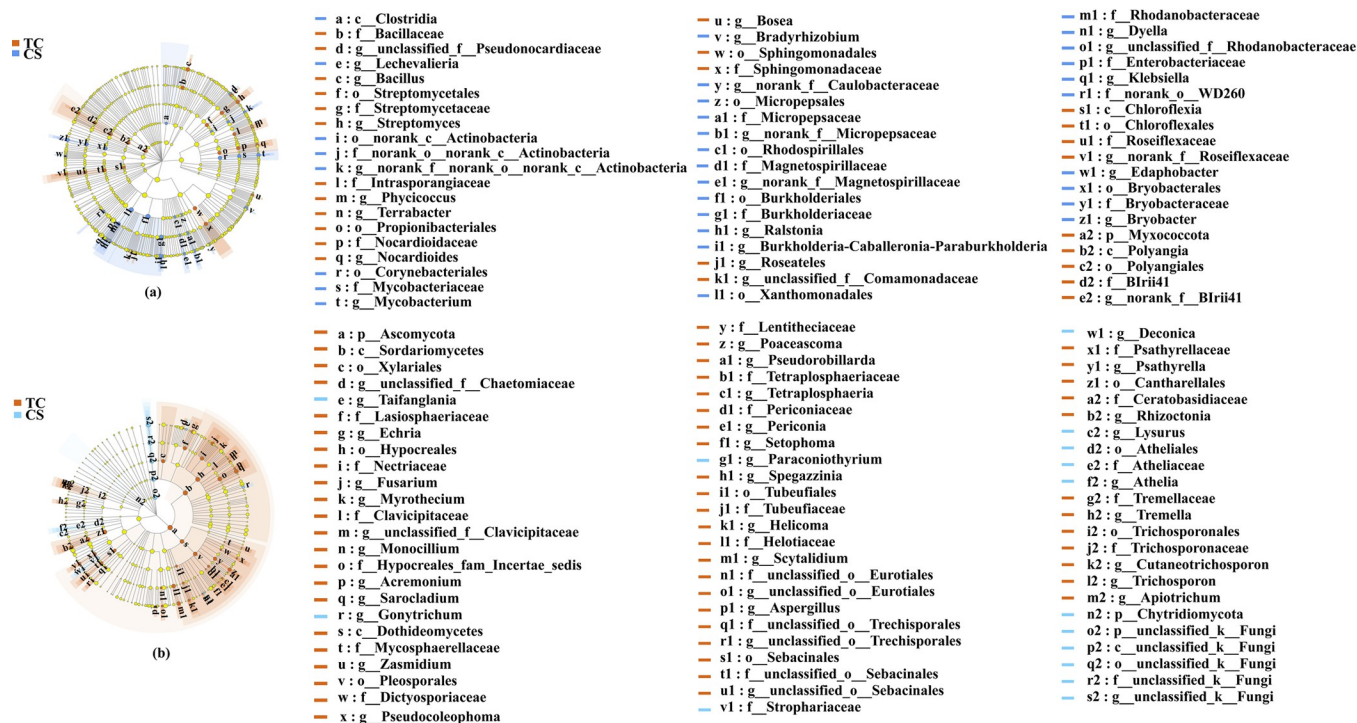 TC
CS
(a)
a : c__Clostridia
b : f__Bacillaceae
d : g__unclassified_f__Pseudonocardiaceae
e : g__Lechevalieria
c : g__Bacillus
f : o__Streptomycetales
g : f__Streptomycetaceae
h : g__Streptomyces
i : o__norank_c__Actinobacteria
j : f__norank_o__norank_c__Actinobacteria
k : g__norank_f__norank_o__norank_c__Actinobacteria
l : f__Intrasporangiaceae
m : g__Phycicoccus
n : g__Terrabacter
o : o__Propionibacteriales
p : f__Nocardioidaceae
q : g__Nocardioides
r : o__Corynebacteriales
s : f__Mycobacteriaceae
t : g__Mycobacterium
u : g__Bosea
v : g__Bradyrhizobium
w : o__Sphingomonadales
x : f__Sphingomonadaceae
y : g__norank_f__Caulobacteraceae
z : o__Micropepsales
a1 : f__Micropepsaceae
b1 : g__norank_f__Micropepsaceae
c1 : o__Rhodospirillales
d1 : f__Magnetospirillaceae
e1 : g__norank_f__Magnetospirillaceae
f1 : o__Burkholderiales
g1 : f__Burkholderiaceae
h1 : g__Ralstonia
i1 : g__Burkholderia-Caballeronia-Paraburkholderia
j1 : g__Roseateles
k1 : g__unclassified_f__Comamonadaceae
l1 : o__Xanthomonadales
m1 : f__Rhodanobacteraceae
n1 : g__Dyella
o1 : g__unclassified_f__Rhodanobacteraceae
p1 : f__Enterobacteriaceae
q1 : g__Klebsiella
r1 : f__norank_o__WD260
s1 : c__Chloroflexia
t1 : o__Chloroflexales
u1 : f__Roseiflexaceae
v1 : g__norank_f__Roseiflexaceae
w1 : g__Edaphobacter
x1 : o__Bryobacterales
y1 : f__Bryobacteraceae
z1 : g__Bryobacter
a2 : p__Myxococcota
b2 : c__Polyangia
c2 : o__Polyangiales
d2 : f__BIrii41
e2 : g__norank_f__BIrii41
TC
CS
(b)
a : p__Ascomycota
b : c__Sordariomycetes
c : o__Xylariales
d : g__unclassified_f__Chaetomiaceae
e : g__Taifanglania
f : f__Lasiosphaeriaceae
g : g__Echria
h : o__Hypocreales
i : f__Nectriaceae
j : g__Fusarium
k : g__Myrothecium
l : f__Clavicipitaceae
m : g__unclassified_f__Clavicipitaceae
n : g__Monocillium
o : f__Hypocreales_fam_Incertae_sedis
p : g__Acremonium
q : g__Sarocladium
r : g__Gonytrichum
s : c__Dothideomycetes
t : f__Mycosphaerellaceae
u : g__Zasmidium
v : o__Pleosporales
w : f__Dictyosporiaceae
x : g__Pseudocoleophoma
y : f__Lentitheciaceae
z : g__Poaceascoma
a1 : g__Pseudorobillarda
b1 : f__Tetraplosphaeriaceae
c1 : g__Tetraplosphaeria
d1 : f__Periconiaceae
e1 : g__Periconia
f1 : g__Setophoma
g1 : g__Paraconiothyrium
h1 : g__Spegazzinia
i1 : o__Tubeufiales
j1 : f__Tubeufiaceae
k1 : g__Helicoma
l1 : f__Helotiaceae
m1 : g__Scytalidium
n1 : f__unclassified_o__Eurotiales
o1 : g__unclassified_o__Eurotiales
p1 : g__Aspergillus
q1 : f__unclassified_o__Trechisporales
r1 : g__unclassified_o__Trechisporales
s1 : o__Sebacinales
t1 : f__unclassified_o__Sebacinales
u1 : g__unclassified_o__Sebacinales
v1 : f__Strophariaceae
w1 : g__Deconica
x1 : f__Psathyrellaceae
y1 : g__Psathyrella
z1 : o__Cantharellales
a2 : f__Ceratobasidiaceae
b2 : g__Rhizoctonia
c2 : g__Lysurus
d2 : o__Atheliales
e2 : f__Atheliaceae
f2 : g__Athelia
g2 : f__Tremellaceae
h2 : g__Tremella
i2 : o__Trichosporonales
j2 : f__Trichosporonaceae
k2 : g__Cutaneotrichosporon
l2 : g__Trichosporon
m2 : g__Apiotrichum
n2 : p__Chytridiomycota
o2 : p__unclassified_k__Fungi
p2 : c__unclassified_k__Fungi
q2 : o__unclassified_k__Fungi
r2 : f__unclassified_k__Fungi
s2 : g__unclassified_k__Fungi